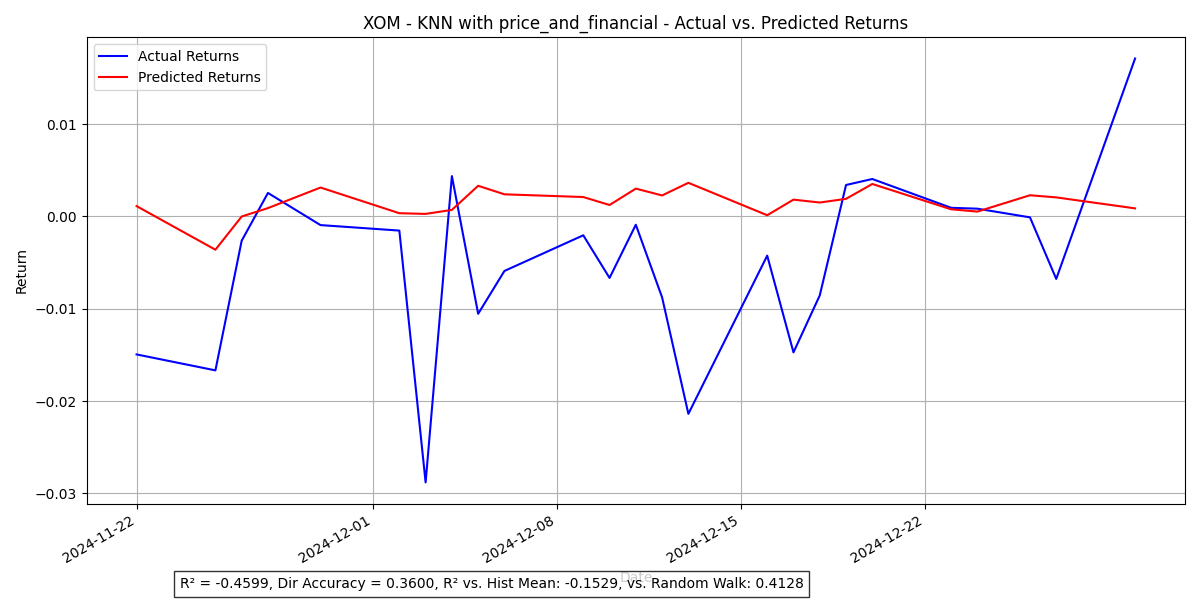 XOM - KNN with price_and_financial - Actual vs. Predicted Returns
Actual Returns
Predicted Returns
Return
0.01
0.00
−0.01
−0.02
−0.03
2024-11-22
2024-12-01
2024-12-08
2024-12-15
2024-12-22
Date
R² = -0.4599, Dir Accuracy = 0.3600, R² vs. Hist Mean: -0.1529, vs. Random Walk: 0.4128